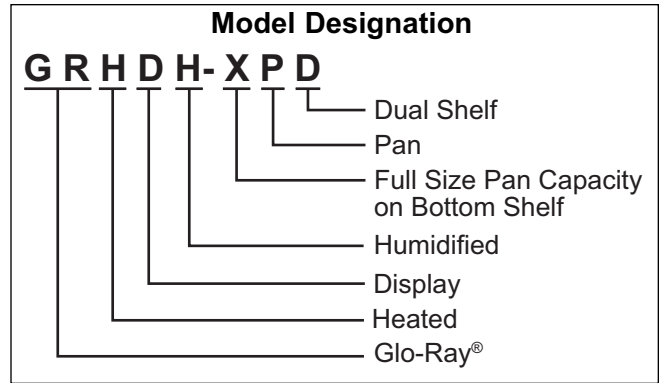 Model Designation
G R H D H- X P D
Dual Shelf
Pan
Full Size Pan Capacity
on Bottom Shelf
Humidified
Display
Heated
Glo-Ray®